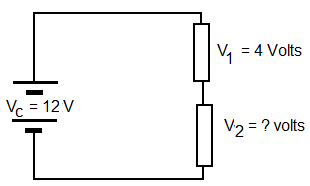 V1 = 4 Volts
VC = 12 V
V2 = ? volts